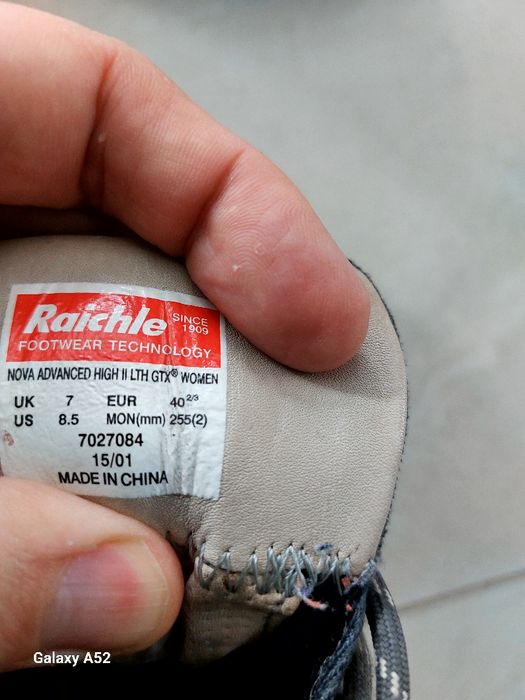 Raichle SINCE 1909
FOOTWEAR TECHNOLOGY
NOVA ADVANCED HIGH II LTH GTX® WOMEN
UK 7 EUR 40 2/3
US 8.5 MON(mm) 255(2)
7027084
15/01
MADE IN CHINA
Galaxy A52